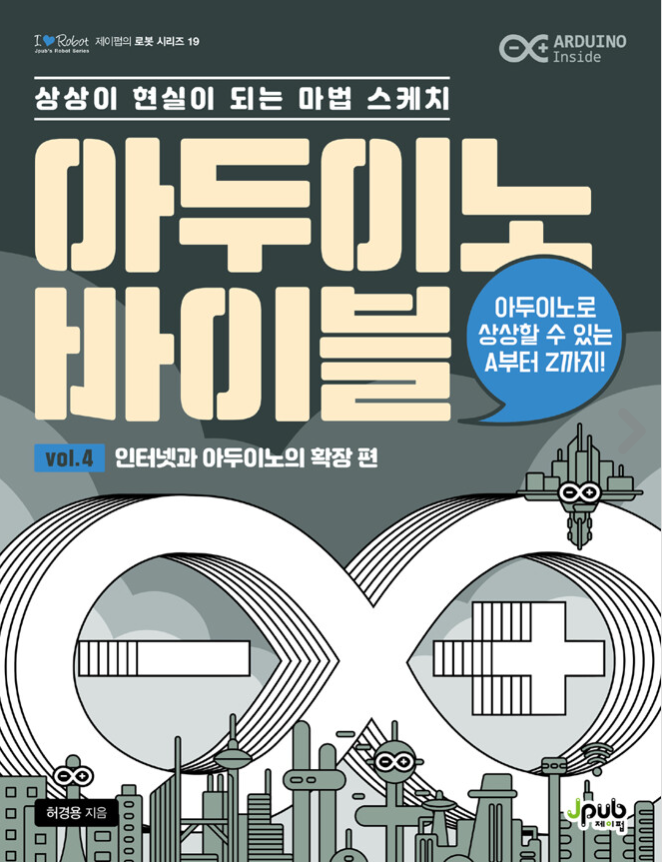 I Robot 제이펍의 로봇 시리즈 19
Jpub's Robot Series
ARDUINO
Inside
상상이 현실이 되는 마법 스케치
아두이노
바이블
아두이노로
상상할 수 있는
A부터 Z까지!
vol.4 인터넷과 아두이노의 확장 편
허경용 지음
Jpub
제이펍